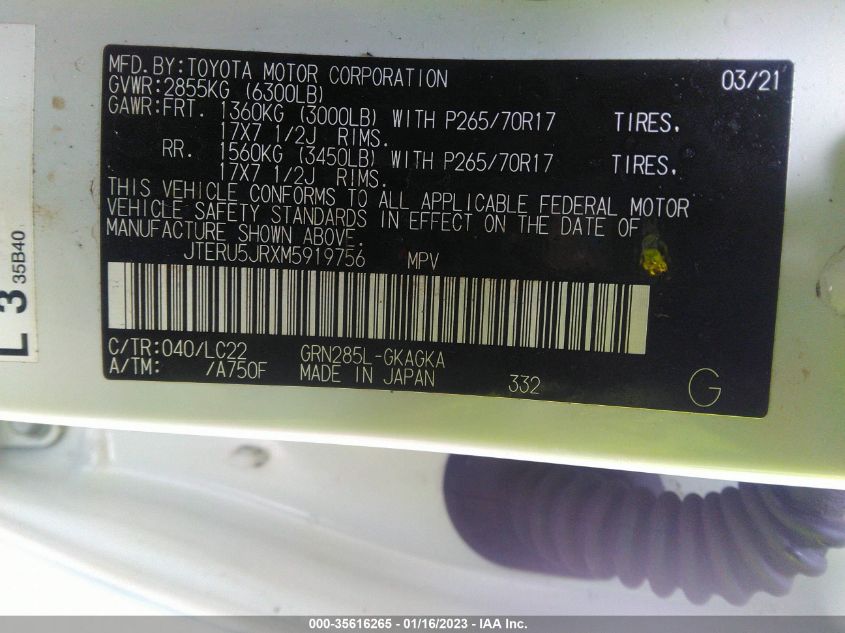 MFD. BY: TOYOTA MOTOR CORPORATION 03/21
GVWR: 2855KG (6300LB)
GAWR: FRT. 1360KG (3000LB) WITH P265/70R17 TIRES.
17X7 1/2J RIMS.
RR. 1560KG (3450LB) WITH P265/70R17 TIRES.
17X7 1/2J RIMS.
THIS VEHICLE CONFORMS TO ALL APPLICABLE FEDERAL MOTOR
VEHICLE SAFETY STANDARDS IN EFFECT ON THE DATE OF
MANUFACTURE SHOWN ABOVE.
JTERU5JRXM5919756 MPV
C/TR: 040/LC22 GRN285L-GKAGKA
A/TM: /A750F MADE IN JAPAN 332 G
L 3 35B40
000-35616265 - 01/16/2023 - IAA Inc.